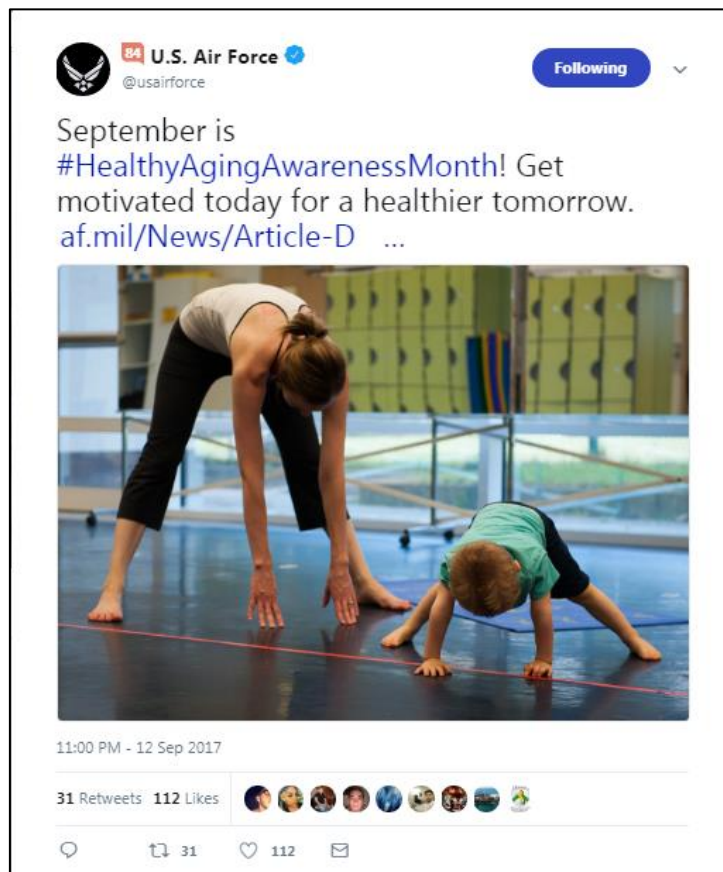 84 U.S. Air Force
@usairforce
Following
September is
#HealthyAgingAwarenessMonth! Get
motivated today for a healthier tomorrow.
af.mil/News/Article-D ...
11:00 PM - 12 Sep 2017
31 Retweets 112 Likes
31 112